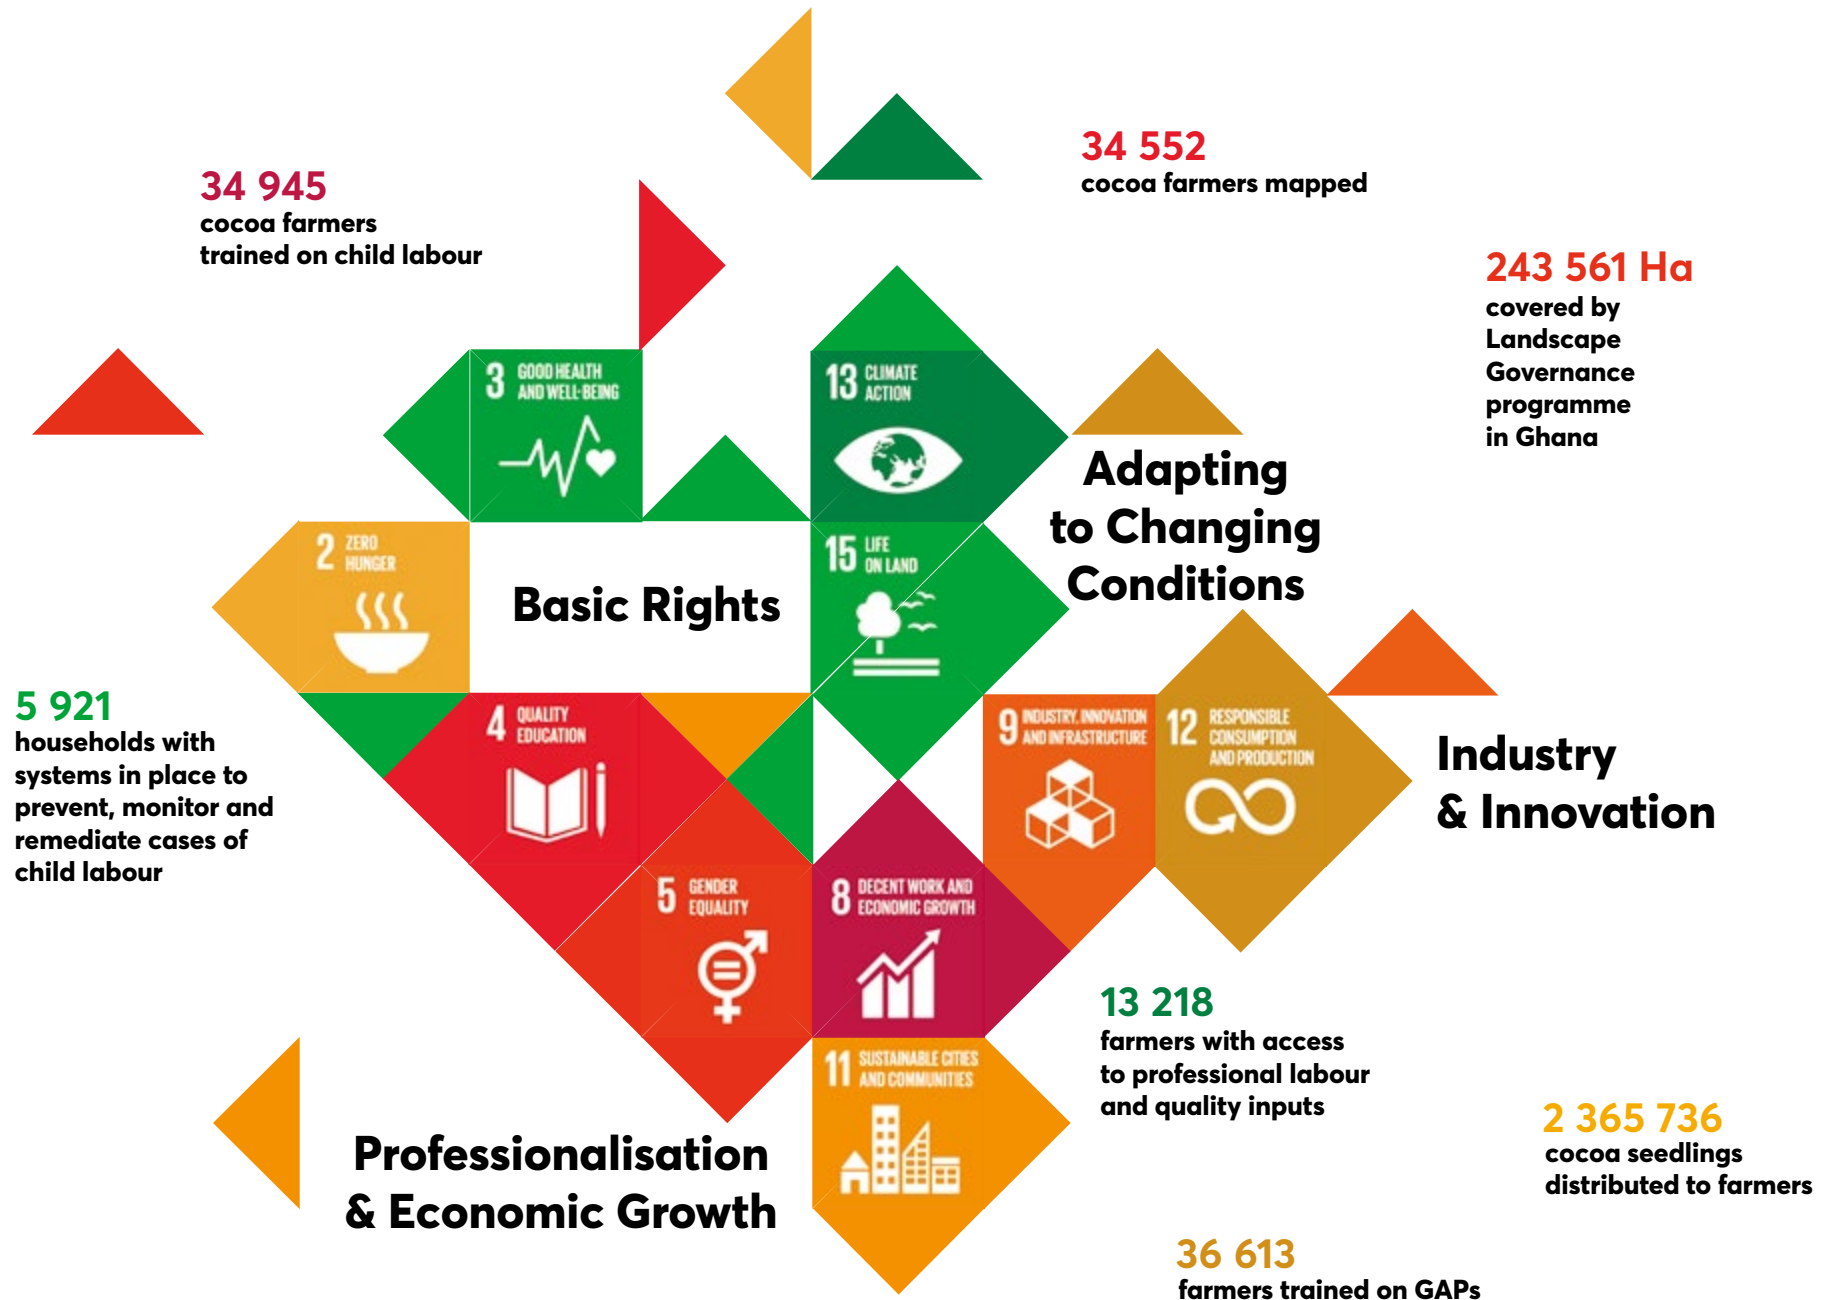 34 552
cocoa farmers mapped
34 945
cocoa farmers
trained on child labour
243 561 Ha
covered by
Landscape
Governance
programme
in Ghana
3 GOOD HEALTH
AND WELL-BEING
13 CLIMATE
ACTION
Adapting
to Changing
Conditions
2 ZERO
HUNGER
Basic Rights
15 LIFE
ON LAND
5 921
households with
systems in place to
prevent, monitor and
remediate cases of
child labour
4 QUALITY
EDUCATION
9 INDUSTRY, INNOVATION
AND INFRASTRUCTURE
12 RESPONSIBLE
CONSUMPTION
AND PRODUCTION
Industry
& Innovation
5 GENDER
EQUALITY
8 DECENT WORK AND
ECONOMIC GROWTH
13 218
farmers with access
to professional labour
and quality inputs
11 SUSTAINABLE CITIES
AND COMMUNITIES
Professionalisation
& Economic Growth
2 365 736
cocoa seedlings
distributed to farmers
36 613
farmers trained on GAPs